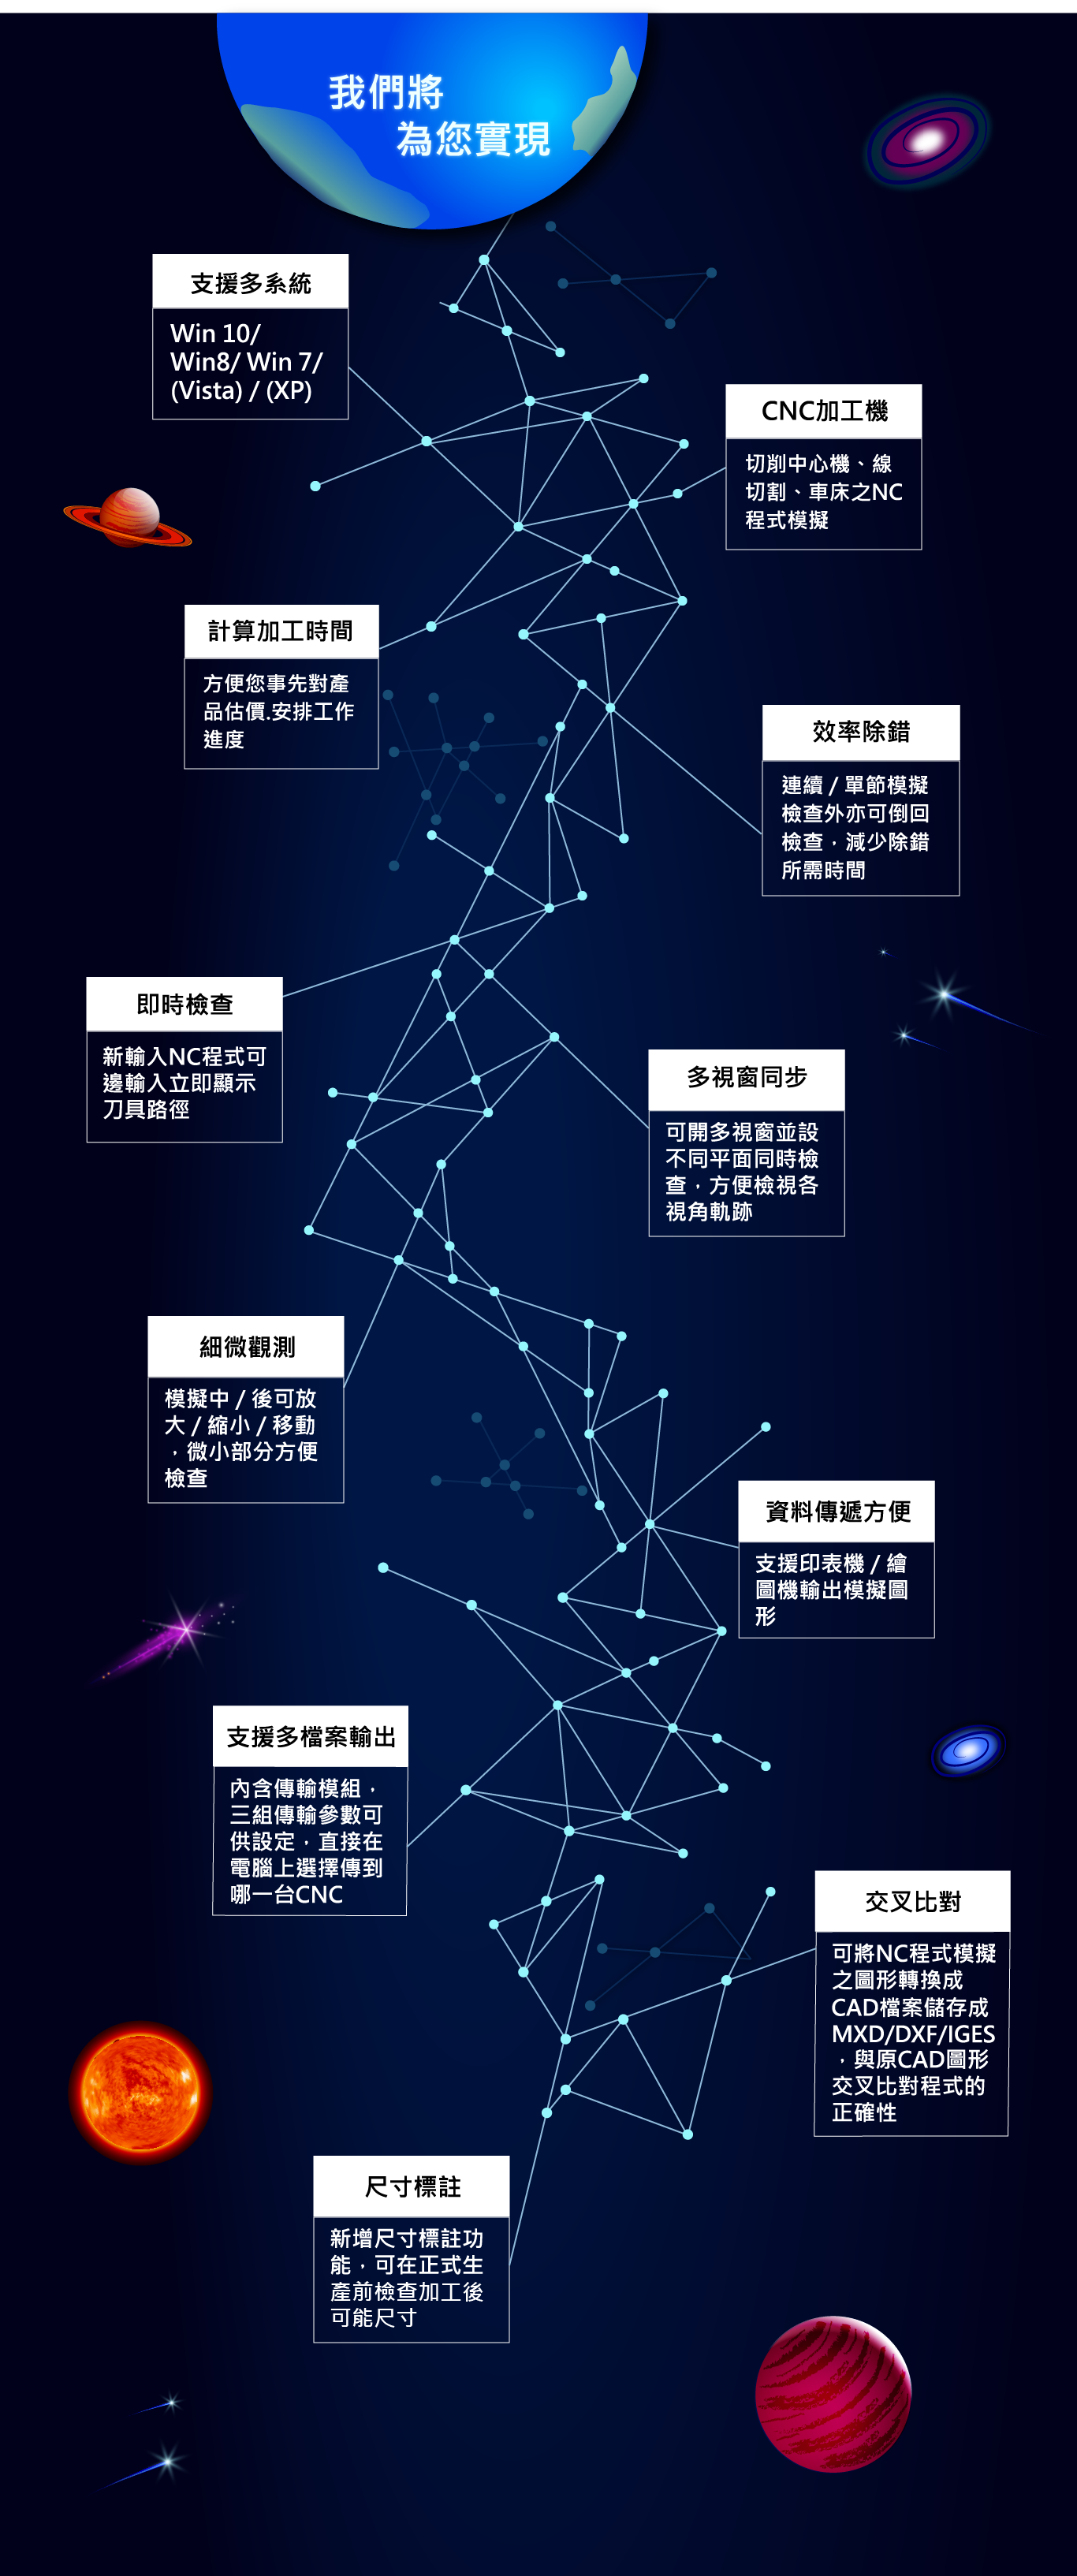 我們將
為您實現
支援多系統
Win 10/
Win8/ Win 7/
(Vista) / (XP)
CNC加工機
切削中心機、線
切割、車床之NC
程式模擬
計算加工時間
方便您事先對產
品估價.安排工作
進度
效率除錯
連續 / 單節模擬
檢查外亦可倒回
檢查，減少除錯
所需時間
即時檢查
新輸入NC程式可
邊輸入立即顯示
刀具路徑
多視窗同步
可開多視窗並設
不同平面同時檢
查，方便檢視各
視角軌跡
細微觀測
模擬中 / 後可放
大 / 縮小 / 移動
，微小部分方便
檢查
資料傳遞方便
支援印表機 / 繪
圖機輸出模擬圖
形
支援多檔案輸出
內含傳輸模組，
三組傳輸參數可
供設定，直接在
電腦上選擇傳到
哪一台CNC
交叉比對
可將NC程式模擬
之圖形轉換成
CAD檔案儲存成
MXD/DXF/IGES
，與原CAD圖形
交叉比對程式的
正確性
尺寸標註
新增尺寸標註功
能，可在正式生
產前檢查加工後
可能尺寸